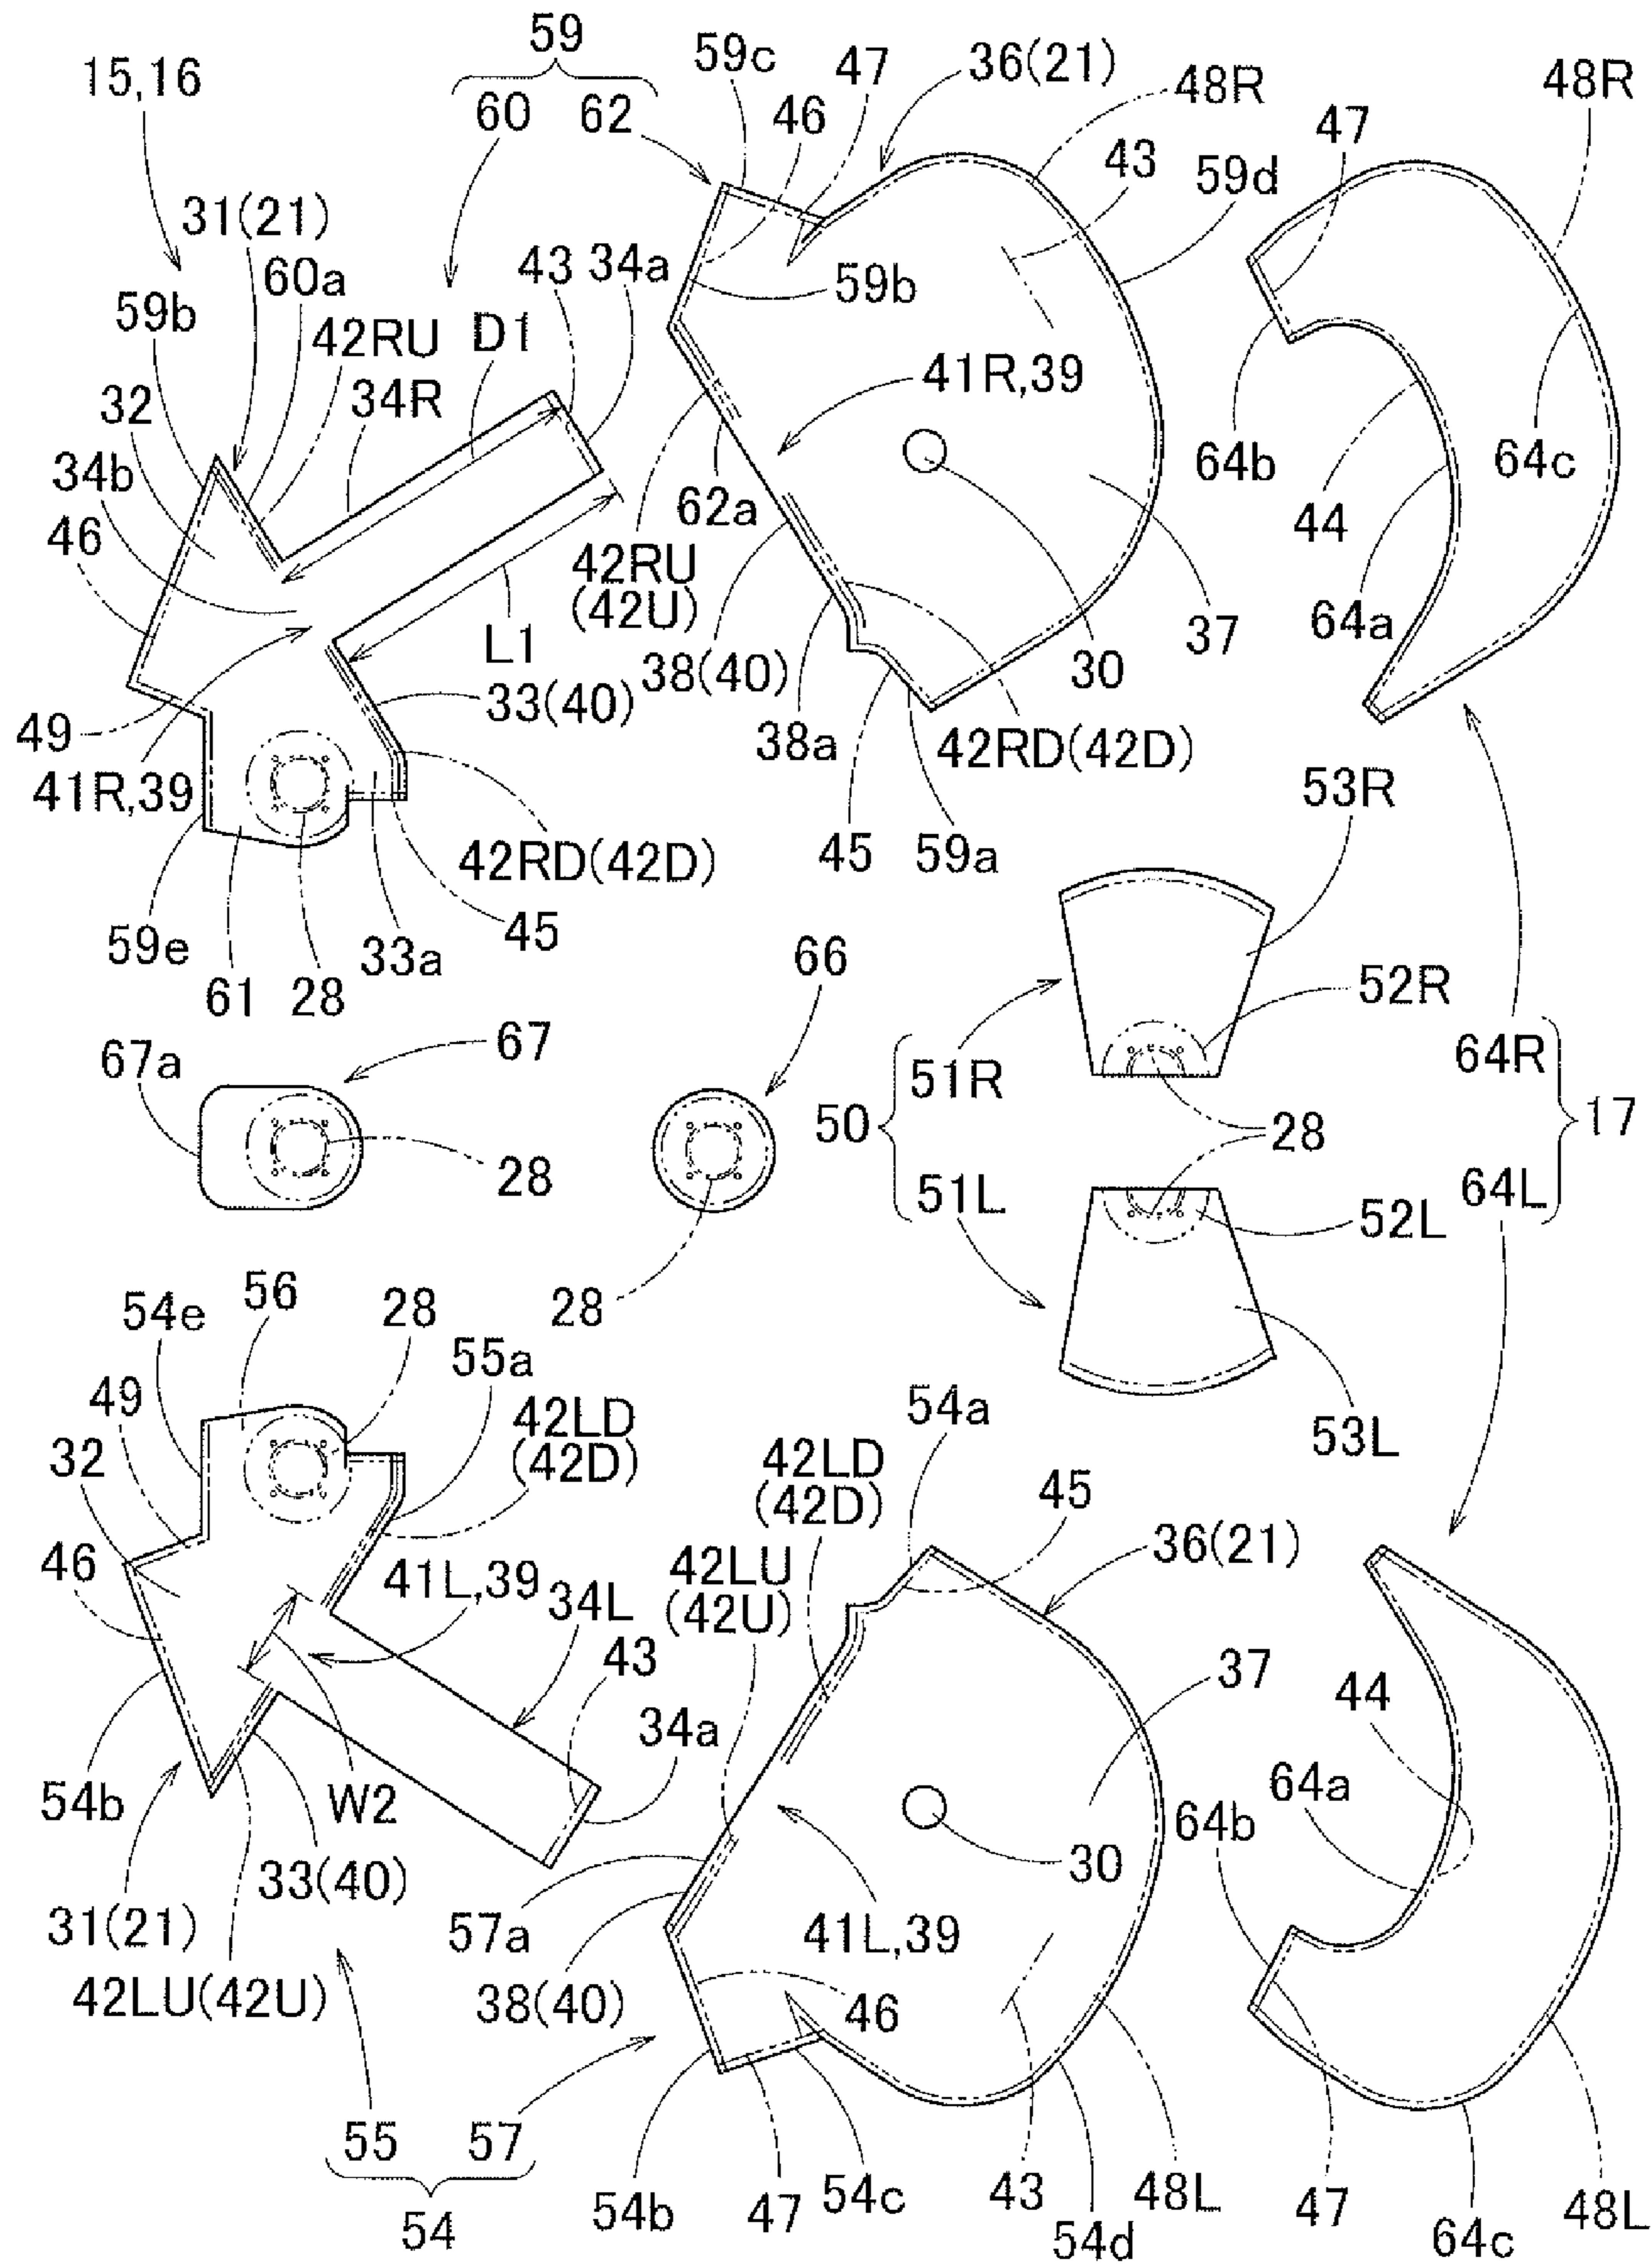 59
59c
47
36(21)
48R
48R
15,16
60
62
46
43
47
59d
31(21)
60a
43
34a
59b
59b
42RU
D1
41R,39
34R
32
64b
64c
34b
62a
44
46
42RU
(42U)
64a
L1
37
38(40)
30
33(40)
49
38a
42RD(42D)
41R,39
53R
45
59a
42RD(42D)
59e
33a
45
66
52R
61
28
67
67a
51R
64R
50
28
17
28
51L
64L
52L
56
28
28
54e
55a
54a
53L
49
42LD
(42D)
42LD
(42D)
45
32
36(21)
42LU
(42U)
46
41L,39
34L
43
37
44
34a
64a
54b
W2
64b
30
33(40)
31(21)
57a
41L,39
42LU(42U)
38(40)
46
55
57
54b
47
54c
43
48L
47
48L
54
54d
64c